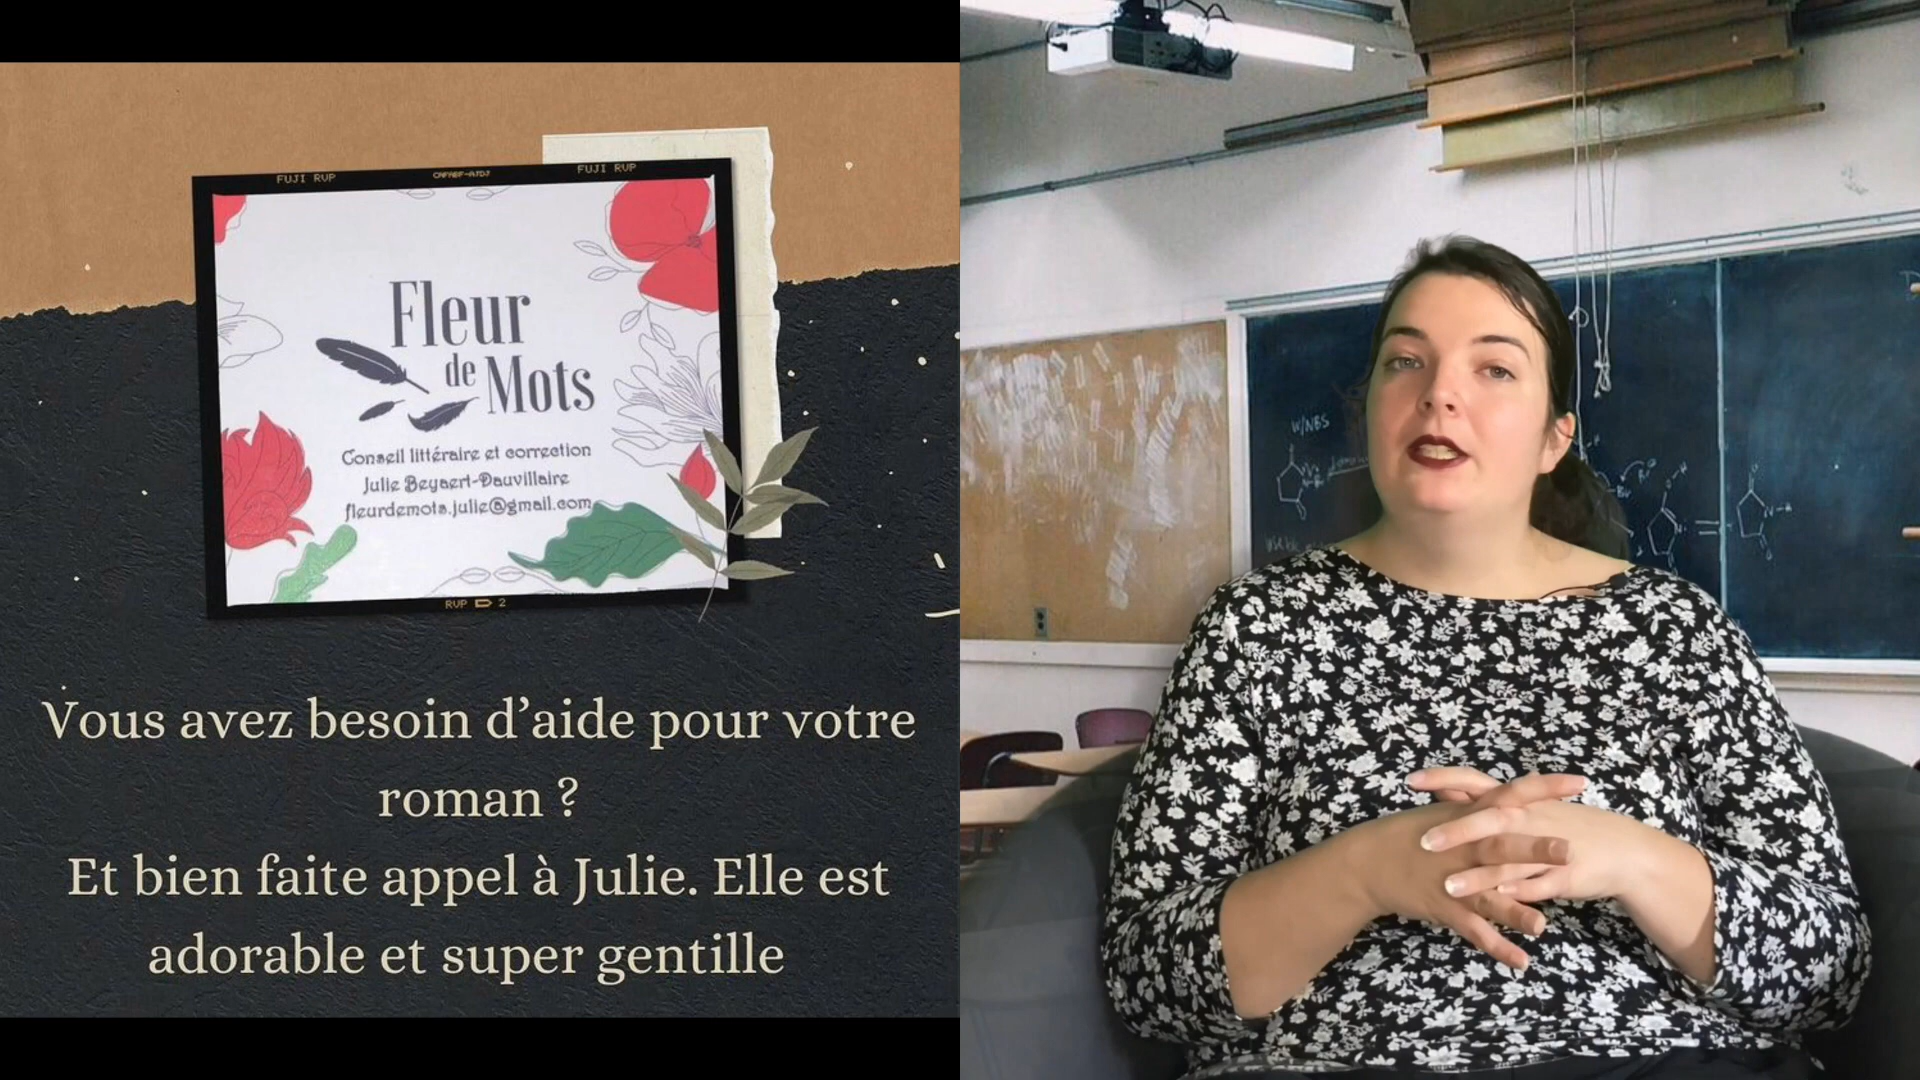 FUJI RVP
FUJI RVP
Fleur
de Mots
Conseil littéraire et correction
Julie Beyaert-Dauvillaire
fleurdemots.julie@gmail.com
RVP 2
Vous avez besoin d’aide pour votre
roman ?
Et bien faite appel à Julie. Elle est
adorable et super gentille
W/NBS